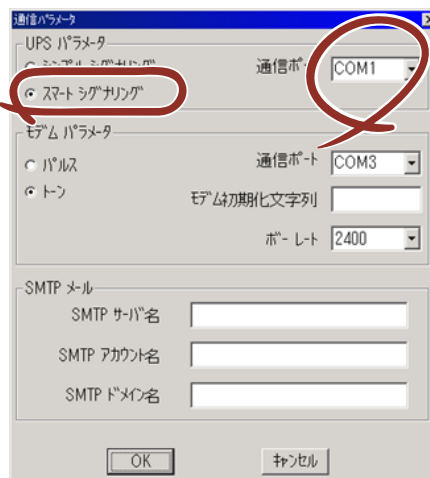 通信パラメータ
UPS パラメータ
シンプル シグナリング
通信ポート COM1
スマート シグナリング
モデム パラメータ
パルス
通信ポート COM3
トーン
モデム初期化文字列
ボー レート 2400
SMTP メール
SMTP サーバ名
SMTP アカウント名
SMTP ドメイン名
OK キャンセル